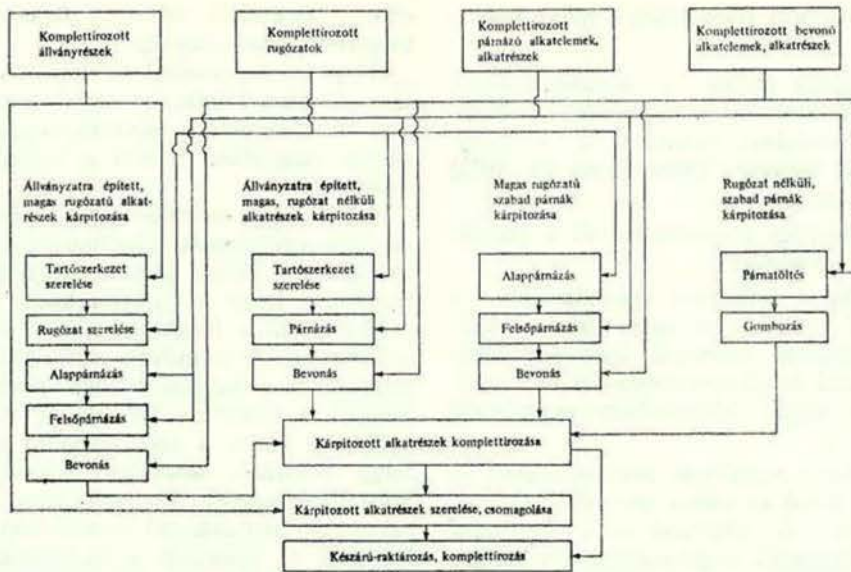 Komplettírozott
állványrészek
Komplettírozott
rugózatok
Komplettírozott
párnázó alkatelemek,
alkatrészek
Komplettírozott bevonó
alkatelemek, alkatrészek
Állványzatra épített,
magas rugózatú alkat-
részek kárpitozása
Állványzatra épített,
magas, rugózat nélküli
alkatrészek kárpitozása
Magas rugózatú
szabad párnák
kárpitozása
Rugózat nélküli,
szabad párnák
kárpitozása
Tartószerkezet
szerelése
Rugózat szerelése
Alappárnázás
Felsőpárnázás
Bevonás
Tartószerkezet
szerelése
Párnázás
Bevonás
Alappárnázás
Felsőpárnázás
Bevonás
Párnatöltés
Gombozás
Kárpitozott alkatrészek komplettírozása
Kárpitozott alkatrészek szerelése, csomagolása
Készárú-raktározás, komplettírozás